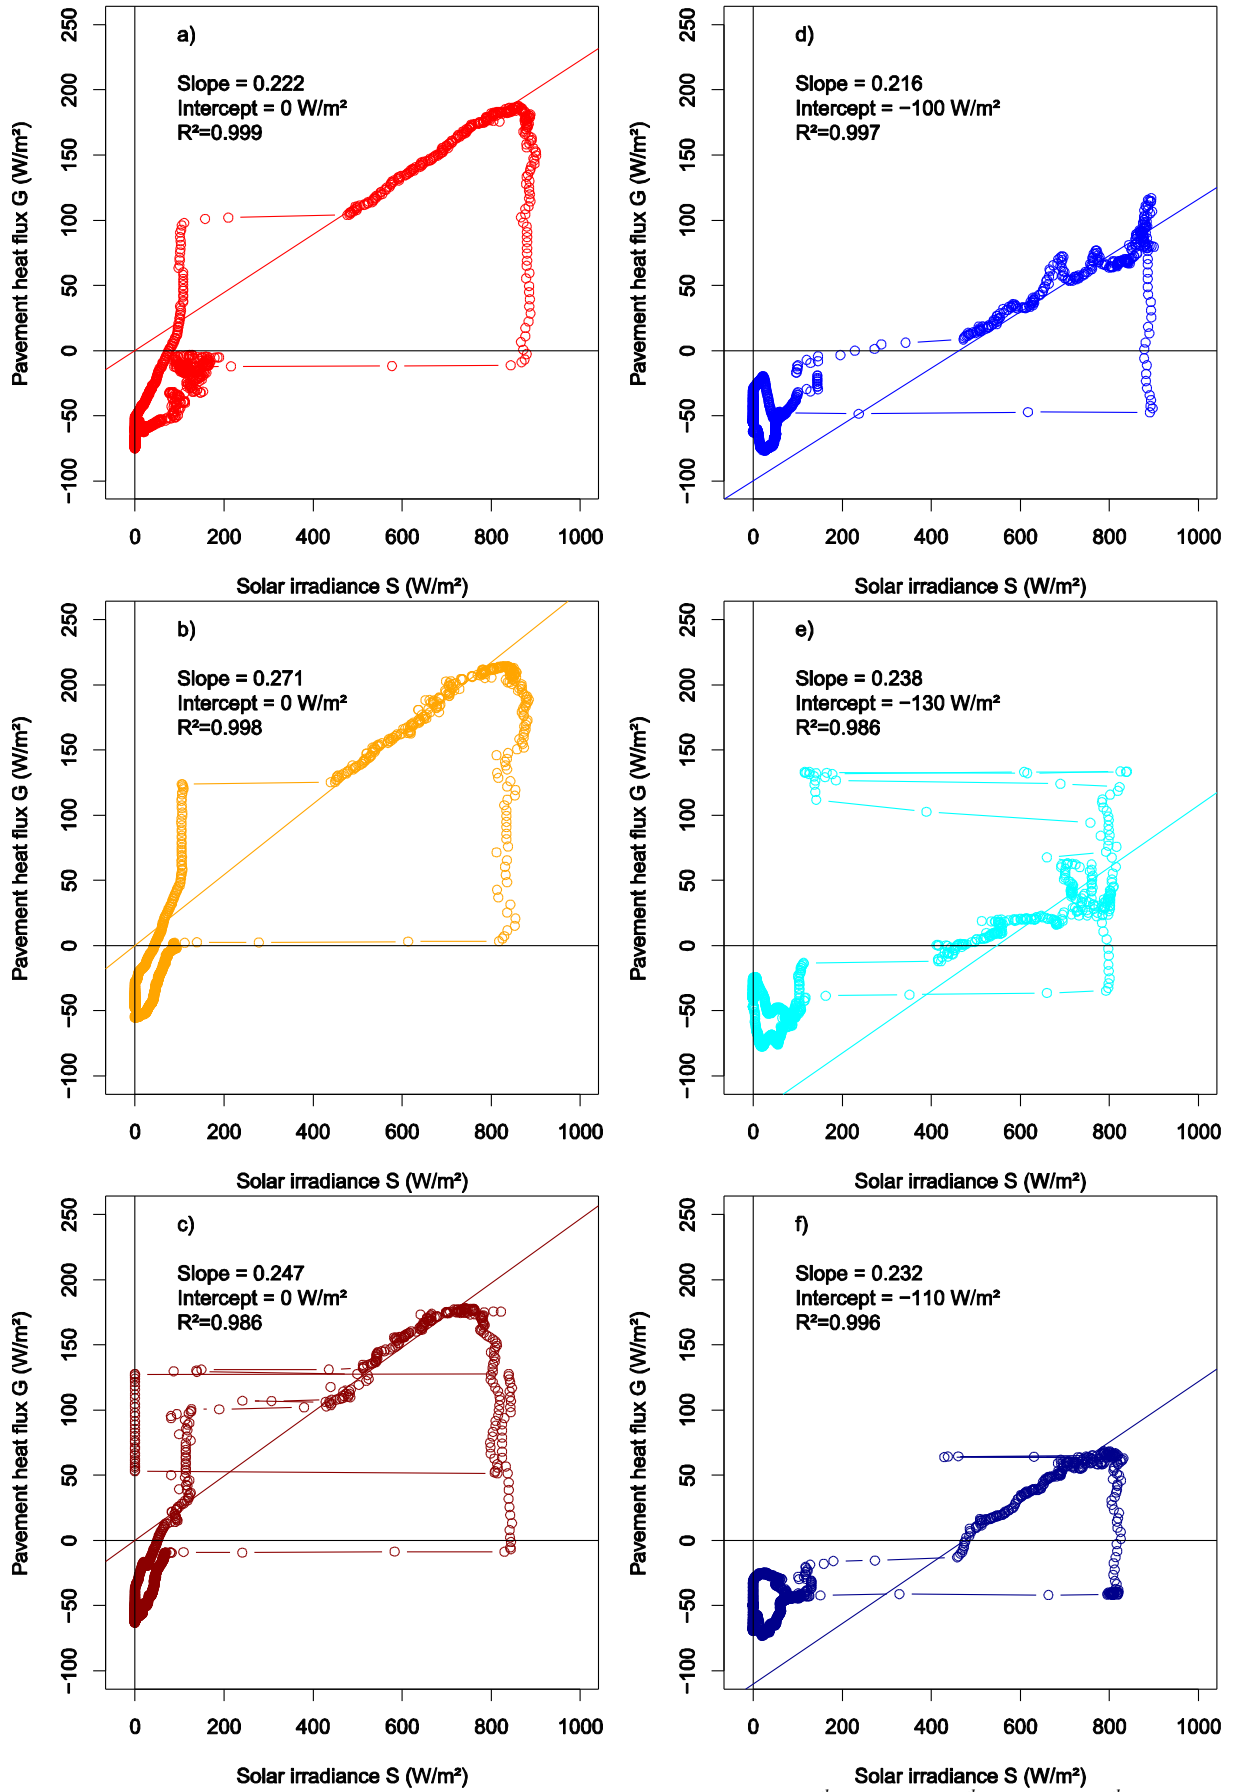 a)
Slope = 0.222
Intercept = 0 W/m²
R²=0.999
Pavement heat flux G (W/m²)
250
200
150
100
50
0
−50
−100
0 200 400 600 800 1000
Solar irradiance S (W/m²)
d)
Slope = 0.216
Intercept = −100 W/m²
R²=0.997
Pavement heat flux G (W/m²)
250
200
150
100
50
0
−50
−100
0 200 400 600 800 1000
Solar irradiance S (W/m²)
b)
Slope = 0.271
Intercept = 0 W/m²
R²=0.998
Pavement heat flux G (W/m²)
250
200
150
100
50
0
−50
−100
0 200 400 600 800 1000
Solar irradiance S (W/m²)
e)
Slope = 0.238
Intercept = −130 W/m²
R²=0.986
Pavement heat flux G (W/m²)
250
200
150
100
50
0
−50
−100
0 200 400 600 800 1000
Solar irradiance S (W/m²)
c)
Slope = 0.247
Intercept = 0 W/m²
R²=0.986
Pavement heat flux G (W/m²)
250
200
150
100
50
0
−50
−100
0 200 400 600 800 1000
Solar irradiance S (W/m²)
f)
Slope = 0.232
Intercept = −110 W/m²
R²=0.996
Pavement heat flux G (W/m²)
250
200
150
100
50
0
−50
−100
0 200 400 600 800 1000
Solar irradiance S (W/m²)